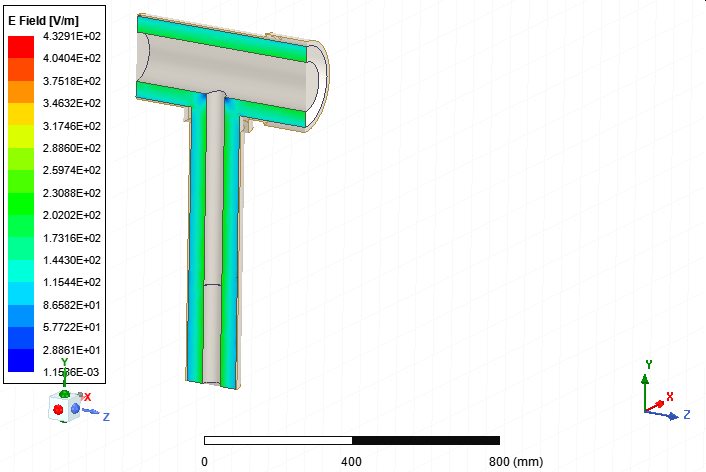 E Field [V/m]
4.3291E+02
4.0404E+02
3.7518E+02
3.4632E+02
3.1746E+02
2.8860E+02
2.5974E+02
2.3088E+02
2.0202E+02
1.7316E+02
1.4430E+02
1.1544E+02
8.6582E+01
5.7722E+01
2.8861E+01
Y
X
Z
Y
X
Z
0 400 800 (mm)